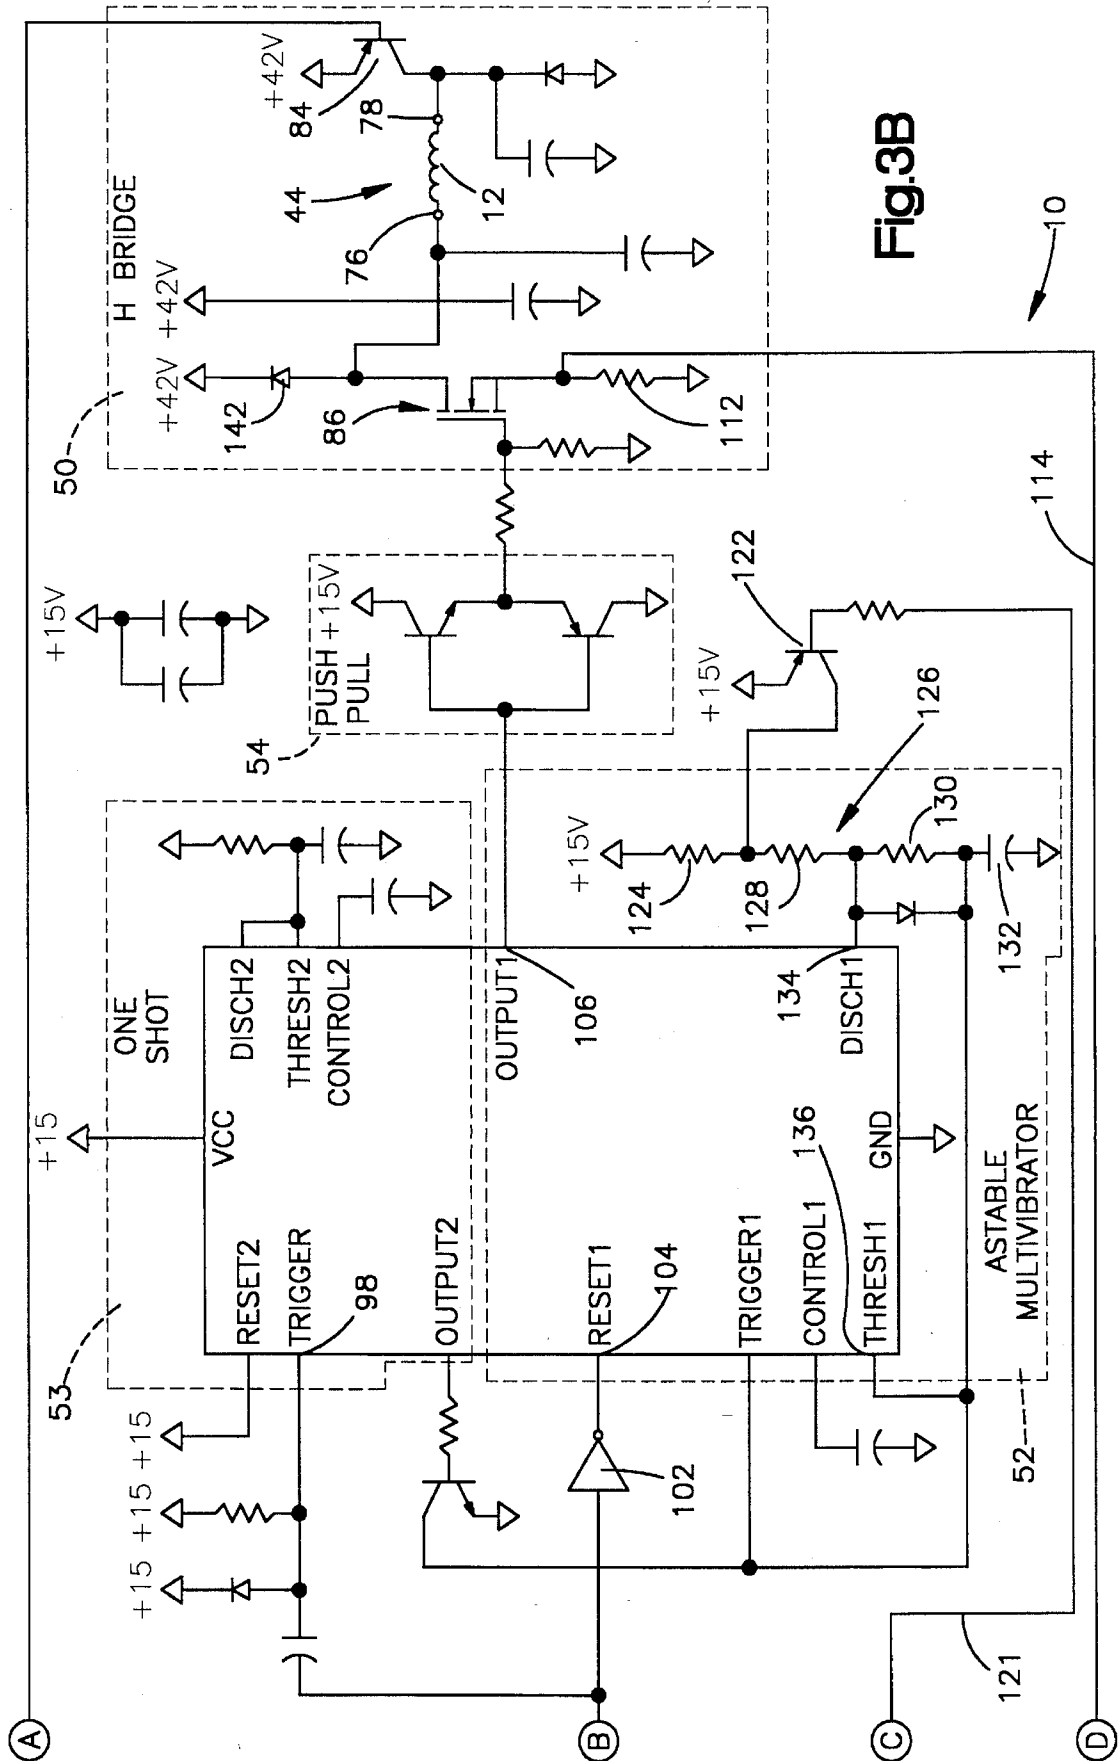 A
H BRIDGE
50
+42V
+42V
+42V
142
86
112
76
44
12
78
84
+15V
54
PUSH
PULL
+15V
+15V
122
126
114
10
Fig.3B
53
ONE
SHOT
+15
VCC
DISCH2
THRESH2
CONTROL2
RESET2
TRIGGER
98
OUTPUT2
+15
+15
+15
OUTPUT1
106
+15V
124
128
130
132
134
DISCH1
RESET1
104
TRIGGER1
CONTROL1
THRESH1
136
GND
ASTABLE
MULTIVIBRATOR
52
102
121
B
C
D